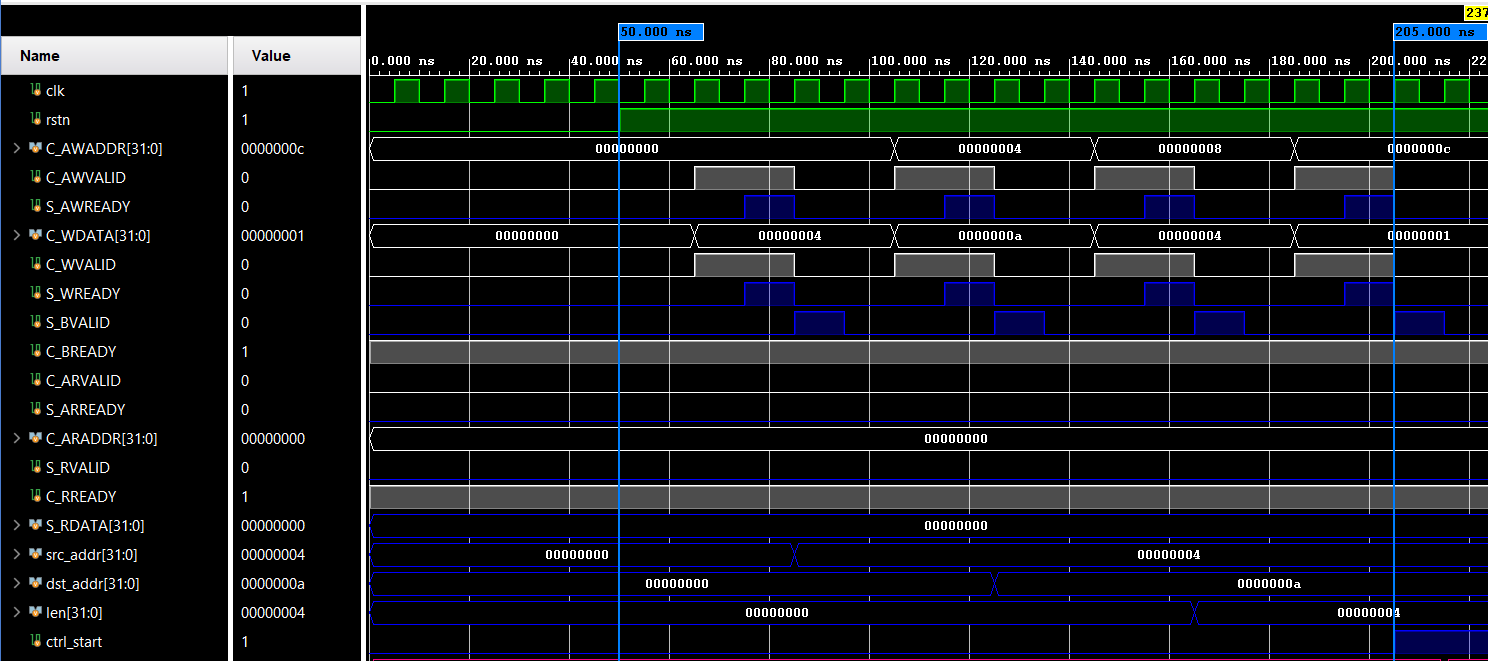 237
50.000 ns 205.000 ns
Name Value 0.000 ns 20.000 ns 40.000 ns 60.000 ns 80.000 ns 100.000 ns 120.000 ns 140.000 ns 160.000 ns 180.000 ns 200.000 ns 22
clk 1
rstn 1
C_AWADDR[31:0] 0000000c 00000000 00000004 00000008 0000000c
C_AWVALID 0
S_AWREADY 0
C_WDATA[31:0] 00000001 00000000 00000004 0000000a 00000004 00000001
C_WVALID 0
S_WREADY 0
S_BVALID 0
C_BREADY 1
C_ARVALID 0
S_ARREADY 0
C_ARADDR[31:0] 00000000 00000000
S_RVALID 0
C_RREADY 1
S_RDATA[31:0] 00000000 00000000
src_addr[31:0] 00000004 00000000 00000004
dst_addr[31:0] 0000000a 00000000 0000000a
len[31:0] 00000004 00000000 00000004
ctrl_start 1